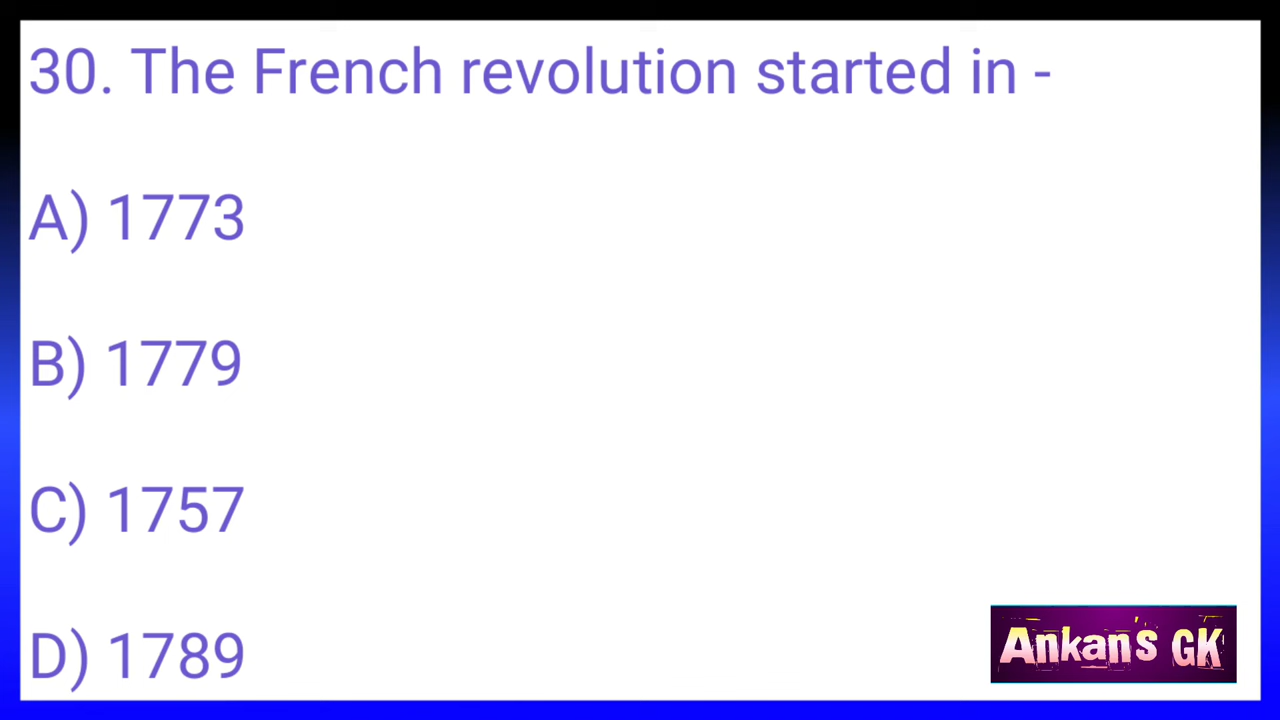 30. The French revolution started in -
A) 1773
B) 1779
C) 1757
D) 1789
Ankan's GK